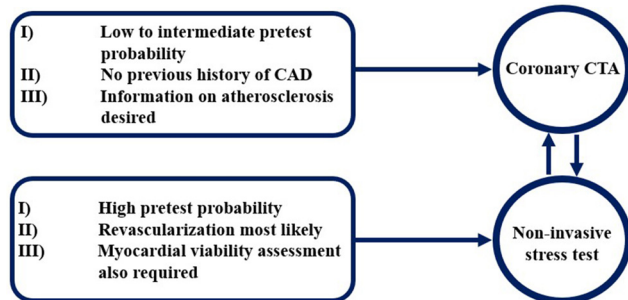 I) Low to intermediate pretest
probability
II) No previous history of CAD
III) Information on atherosclerosis
desired
Coronary CTA
I) High pretest probability
II) Revascularization most likely
III) Myocardial viability assessment
also required
Non-invasive
stress test